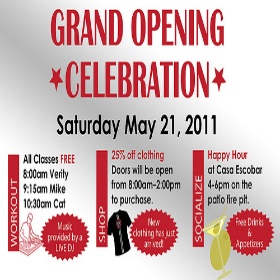 GRAND OPENING
CELEBRATION
Saturday May 21, 2011
WORKOUT
All Classes FREE
8:00am Verity
9:15am Mike
10:30am Cat
Music
provided by a
LIVE DJ
SHOP
25% off clothing
Doors will be open
from 8:00am–2:00pm
to purchase.
New
clothing has
just arrived!
SOCIALIZE
Happy Hour
at Casa Escobar
4-6pm on the
patio fire pit.
Free Drinks
&
Appetizers